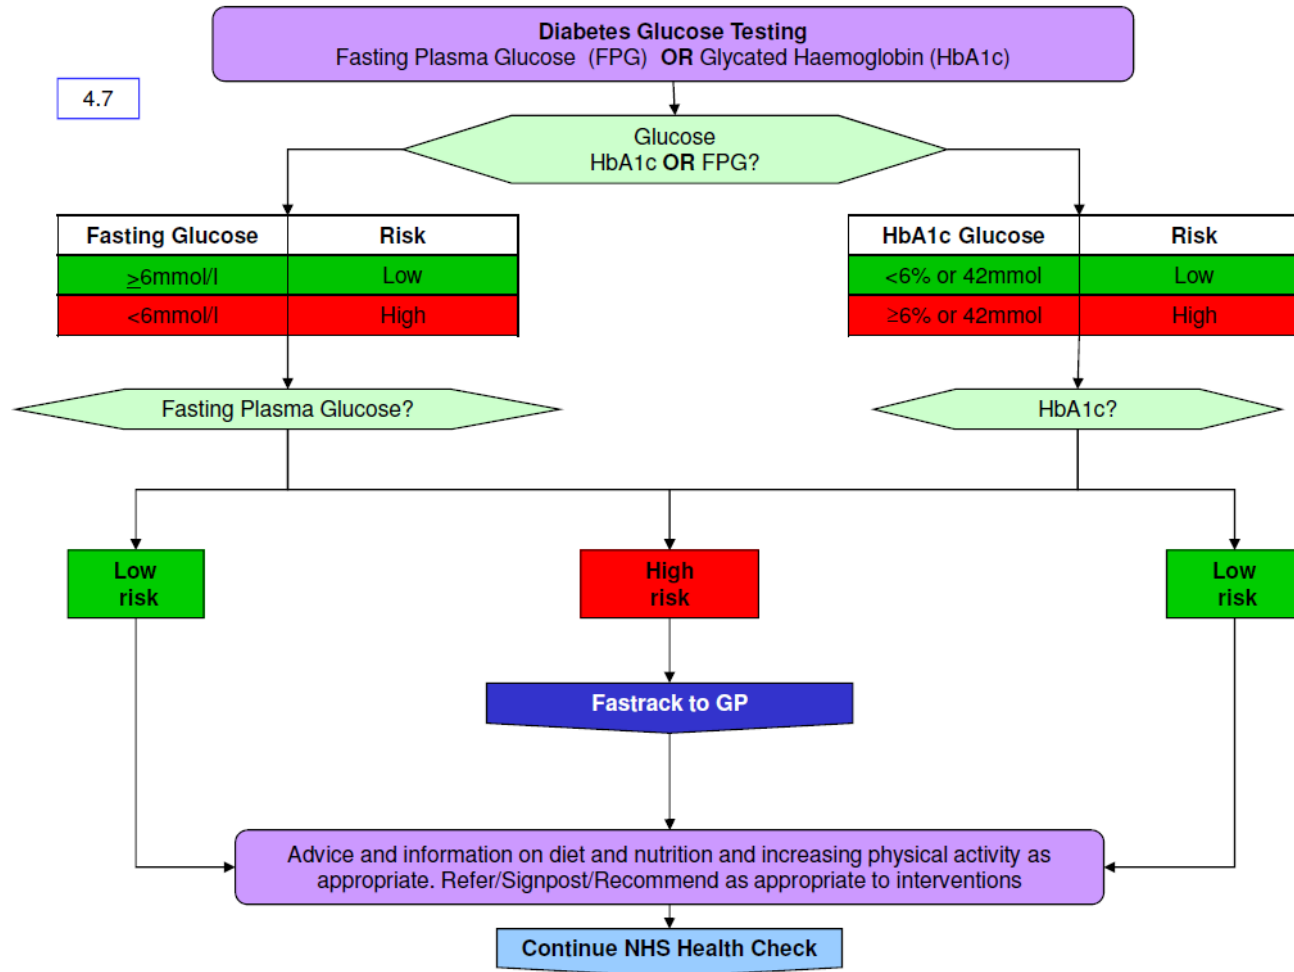 Diabetes Glucose Testing
Fasting Plasma Glucose (FPG) OR Glycated Haemoglobin (HbA1c)
4.7
Glucose
HbA1c OR FPG?
Fasting Glucose Risk
≥6mmol/l Low
<6mmol/l High
HbA1c Glucose Risk
<6% or 42mmol Low
≥6% or 42mmol High
Fasting Plasma Glucose?
HbA1c?
Low
risk
High
risk
Low
risk
Fastrack to GP
Advice and information on diet and nutrition and increasing physical activity as
appropriate. Refer/Signpost/Recommend as appropriate to interventions
Continue NHS Health Check